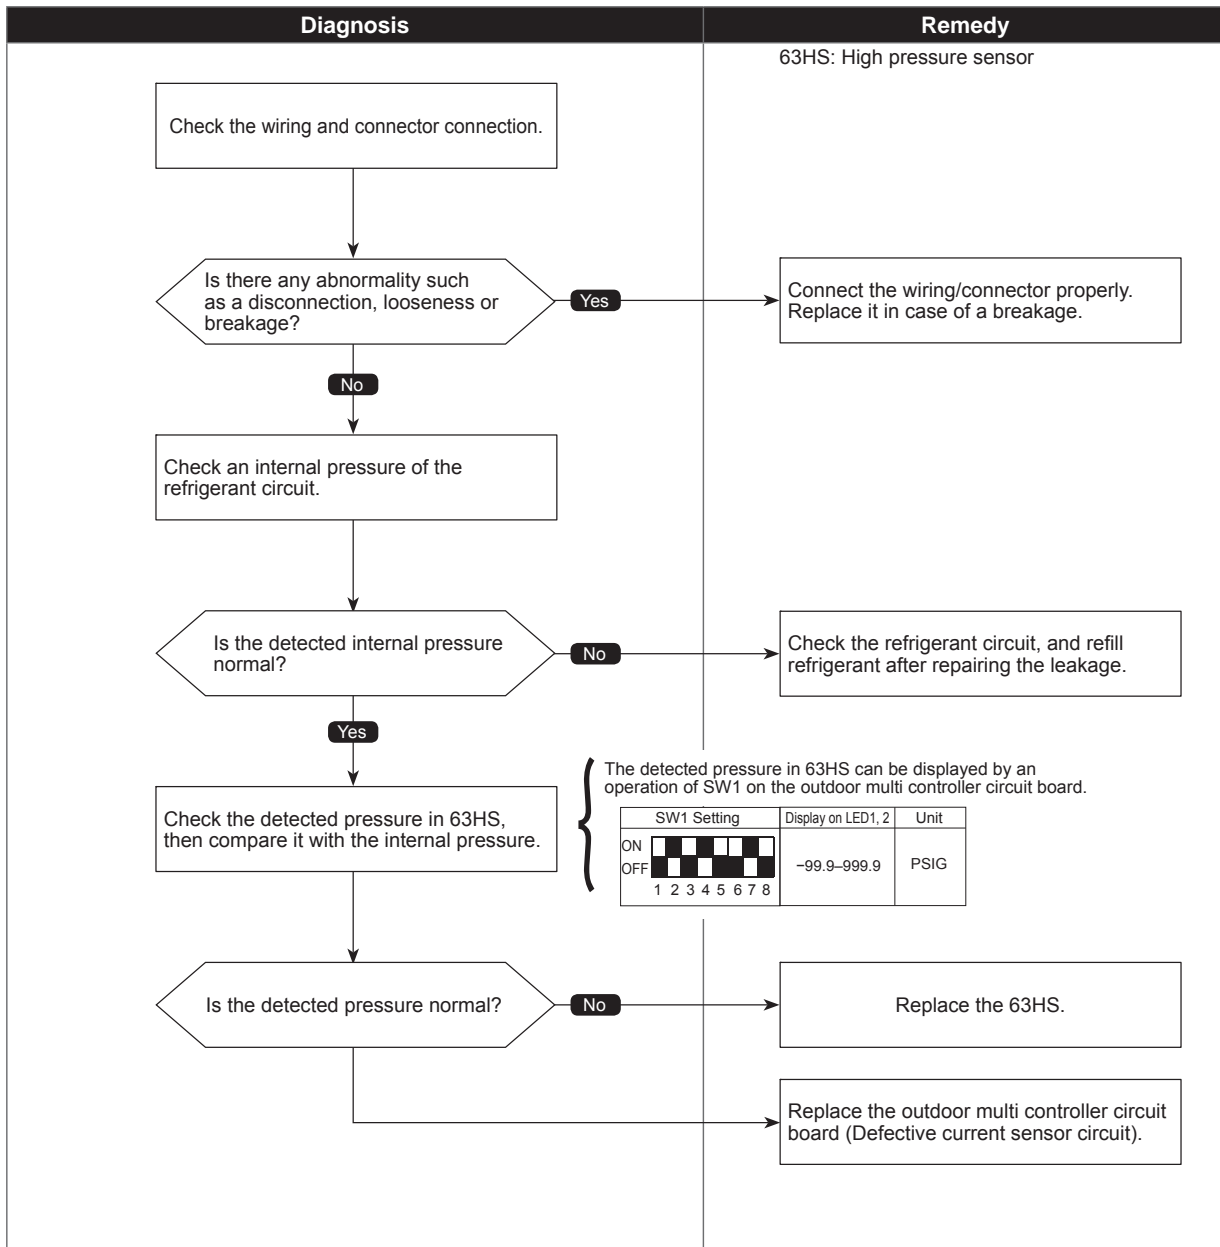 Diagnosis
Remedy
63HS: High pressure sensor
Check the wiring and connector connection.
Is there any abnormality such
as a disconnection, looseness or
breakage?
Yes
Connect the wiring/connector properly.
Replace it in case of a breakage.
No
Check an internal pressure of the
refrigerant circuit.
Is the detected internal pressure
normal?
No
Check the refrigerant circuit, and refill
refrigerant after repairing the leakage.
Yes
The detected pressure in 63HS can be displayed by an
operation of SW1 on the outdoor multi controller circuit board.
Check the detected pressure in 63HS,
then compare it with the internal pressure.
SW1 Setting
Display on LED1, 2
Unit
ON
OFF
1 2 3 4 5 6 7 8
−99.9–999.9
PSIG
Is the detected pressure normal?
No
Replace the 63HS.
Replace the outdoor multi controller circuit
board (Defective current sensor circuit).